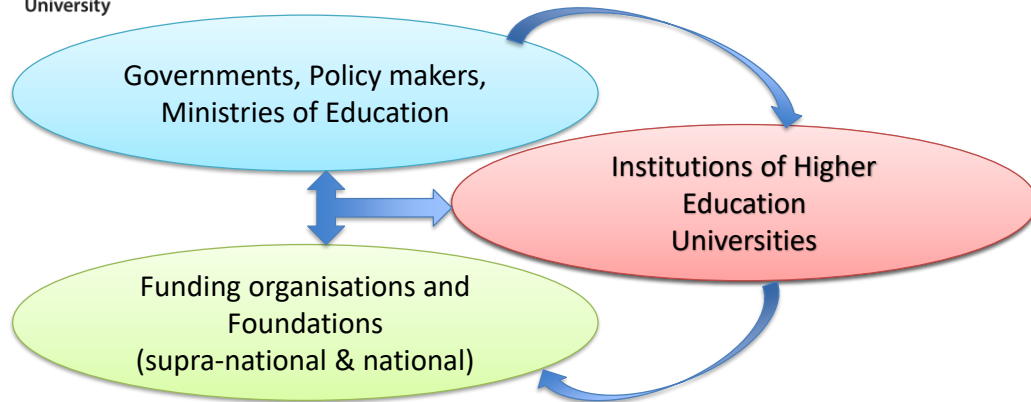 University
Governments, Policy makers,
Ministries of Education
Institutions of Higher
Education
Universities
Funding organisations and
Foundations
(supra-national & national)